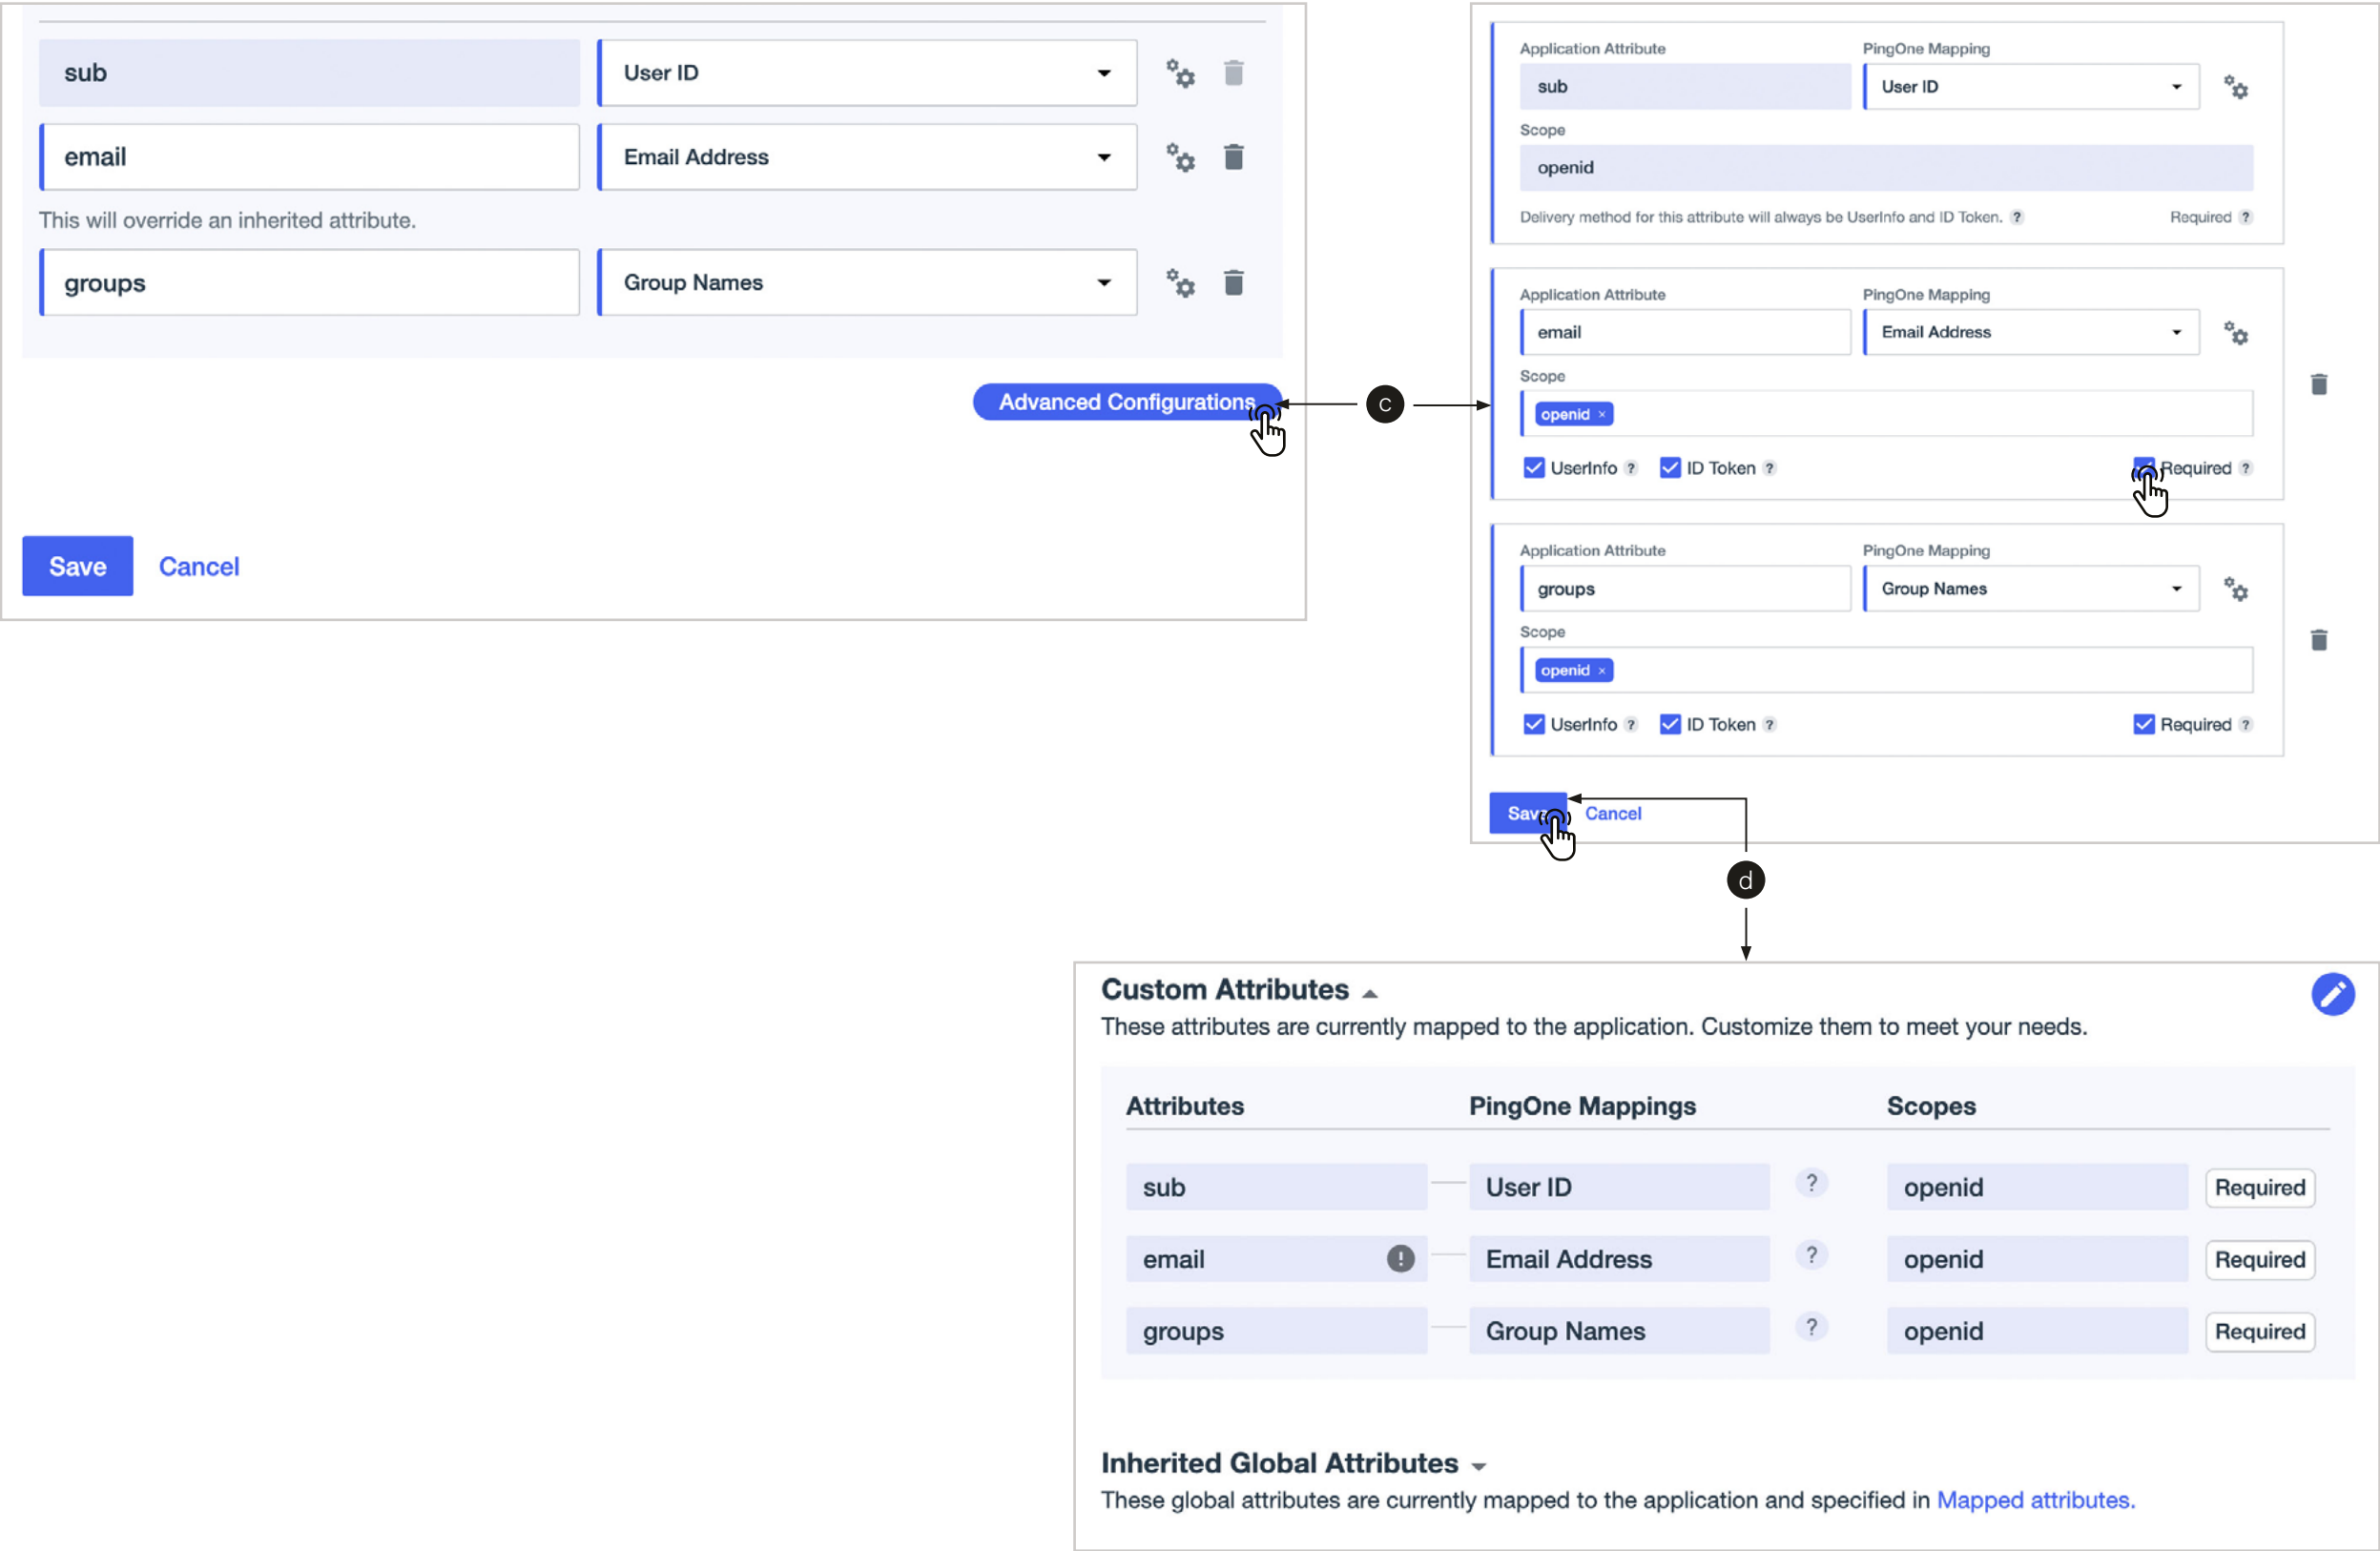 sub
User ID
email
Email Address
This will override an inherited attribute.
groups
Group Names
Advanced Configurations
Save
Cancel
c
Application Attribute
PingOne Mapping
sub
User ID
Scope
openid
Delivery method for this attribute will always be UserInfo and ID Token. ?
Required ?
Application Attribute
PingOne Mapping
email
Email Address
Scope
openid ×
UserInfo ?
ID Token ?
Required ?
Application Attribute
PingOne Mapping
groups
Group Names
Scope
openid ×
UserInfo ?
ID Token ?
Required ?
Save
Cancel
d
Custom Attributes
These attributes are currently mapped to the application. Customize them to meet your needs.
Attributes
PingOne Mappings
Scopes
sub
User ID
?
openid
Required
email
!
Email Address
?
openid
Required
groups
Group Names
?
openid
Required
Inherited Global Attributes
These global attributes are currently mapped to the application and specified in Mapped attributes.